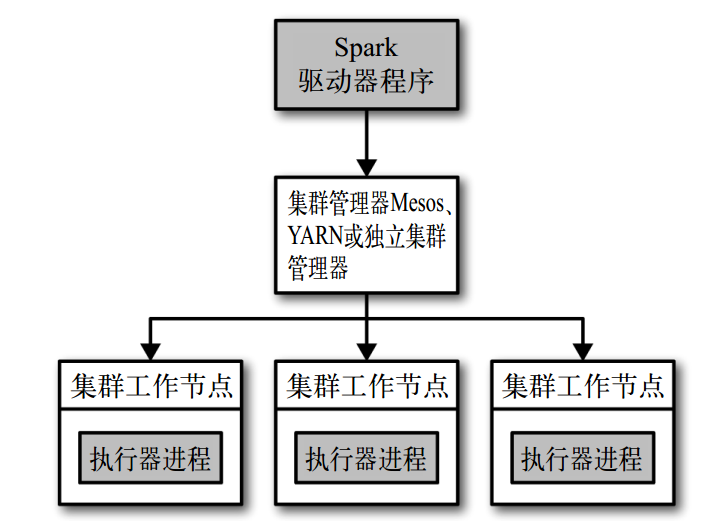 Spark
驱动器程序
集群管理器Mesos、
YARN或独立集群
管理器
集群工作节点
集群工作节点
集群工作节点
执行器进程
执行器进程
执行器进程